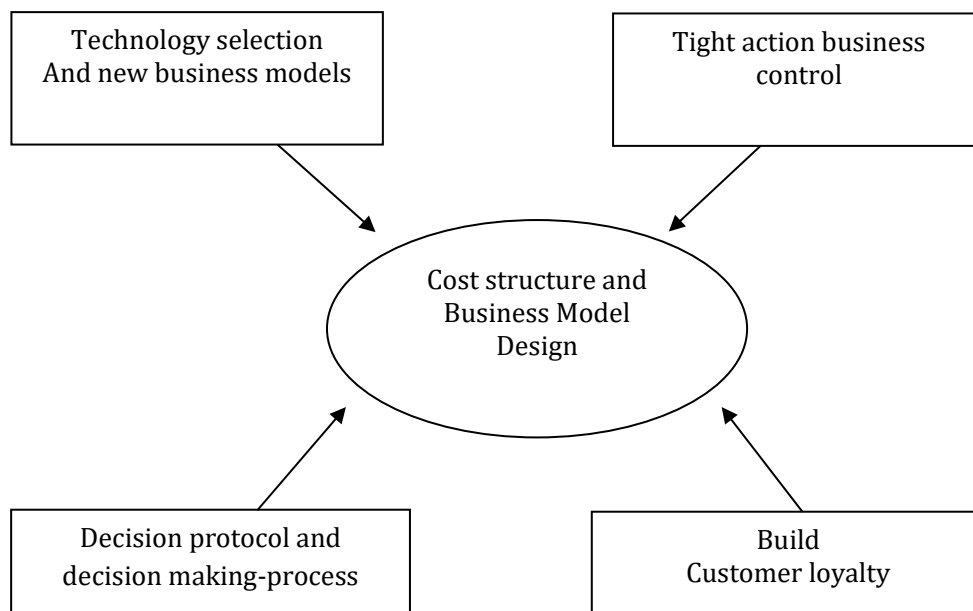 Technology selection
And new business models
Tight action business
control
Cost structure and
Business Model
Design
Decision protocol and
decision making-process
Build
Customer loyalty